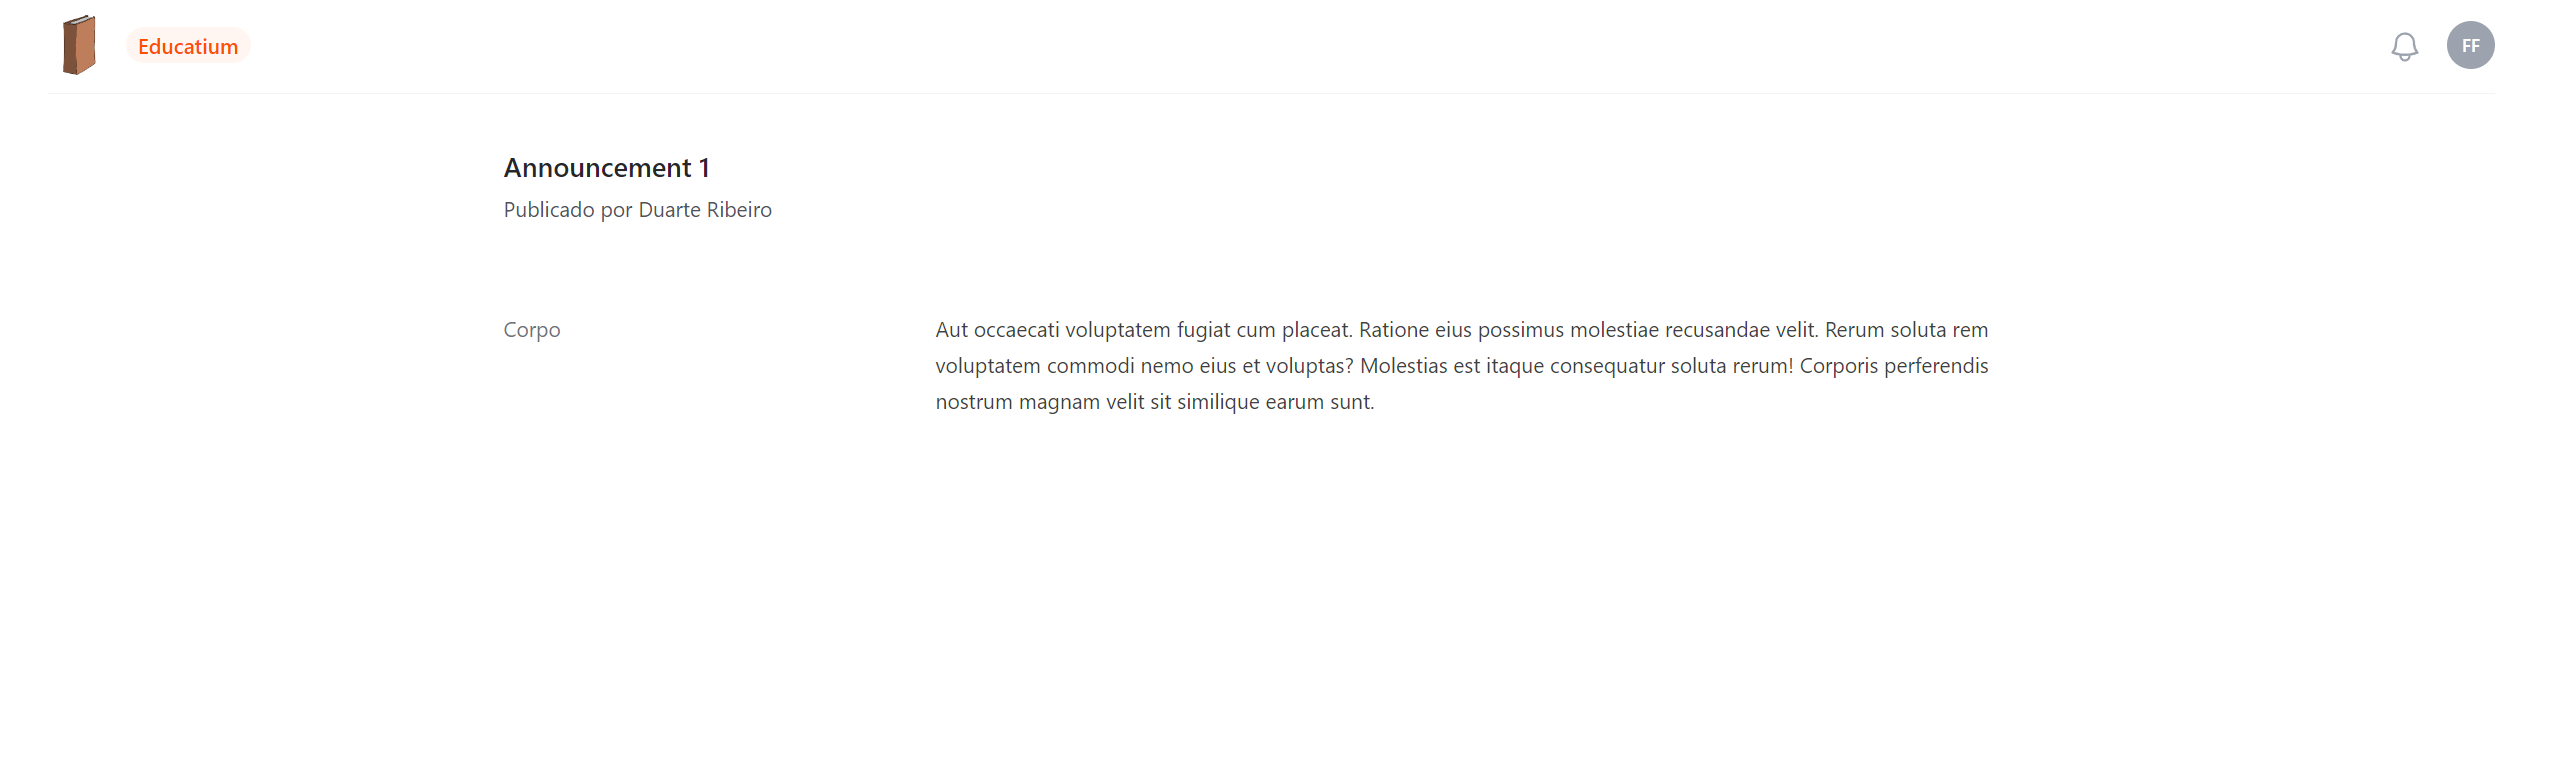 Educatium
FF
Announcement 1
Publicado por Duarte Ribeiro
Corpo
Aut occaecati voluptatem fugiat cum placeat. Ratione eius possimus molestiae recusandae velit. Rerum soluta rem
voluptatem commodi nemo eius et voluptas? Molestias est itaque consequatur soluta rerum! Corporis perferendis
nostrum magnam velit sit similique earum sunt.